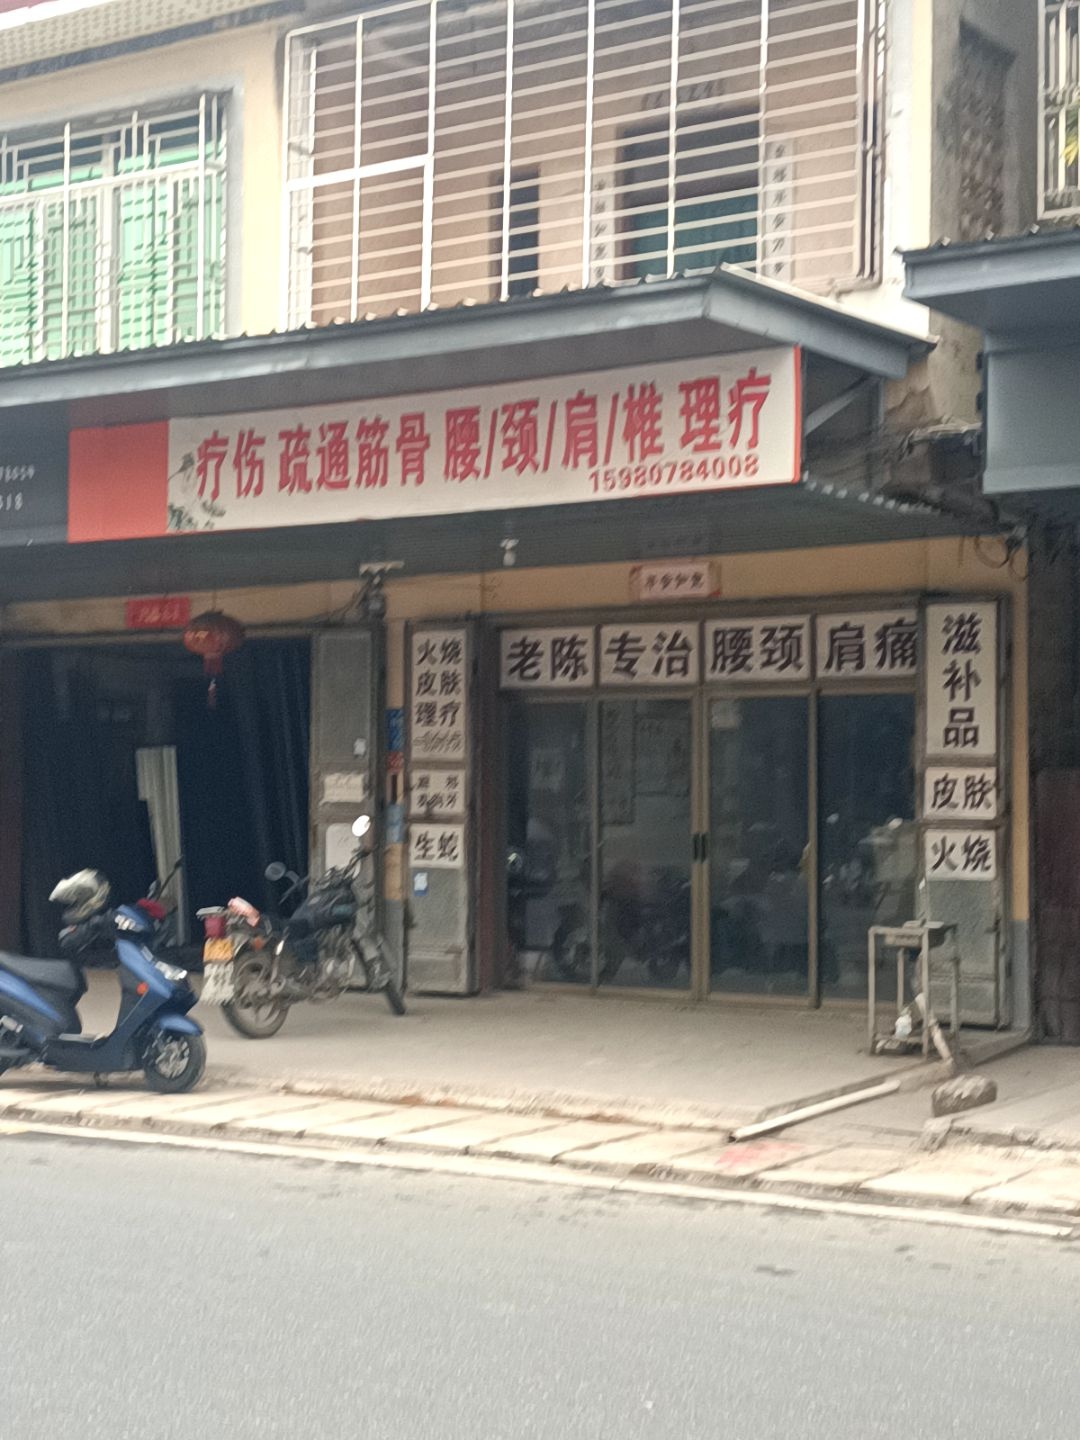 疗伤 疏通筋骨 腰/颈/肩/椎 理疗
15980784008
老陈 专治 腰颈 肩痛
火烧
皮肤
理疗
生蛇
滋补品
皮肤
火烧